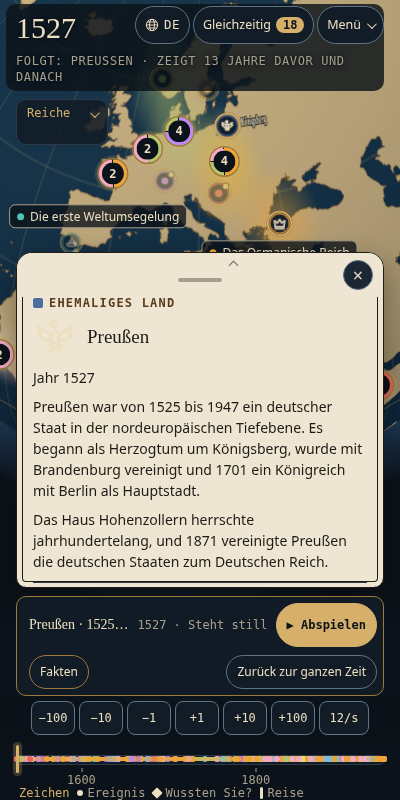 1527
DE
Gleichzeitig 18
Menü
FOLGT: PREUSSEN · ZEIGT 13 JAHRE DAVOR UND
DANACH
Reiche
4
2
4
2
Königsberg
Die erste Weltumsegelung
Das Osmanische Reich
2
×
EHEMALIGES LAND
Preußen
Jahr 1527
Preußen war von 1525 bis 1947 ein deutscher
Staat in der nordeuropäischen Tiefebene. Es
begann als Herzogtum um Königsberg, wurde mit
Brandenburg vereinigt und 1701 ein Königreich
mit Berlin als Hauptstadt.
Das Haus Hohenzollern herrschte
jahrhundertelang, und 1871 vereinigte Preußen
die deutschen Staaten zum Deutschen Reich.
Preußen · 1525…
1527 · Steht still
▶ Abspielen
Fakten
Zurück zur ganzen Zeit
−100
−10
−1
+1
+10
+100
12/s
1600
1800
Zeichen
Ereignis
Wussten Sie?
Reise